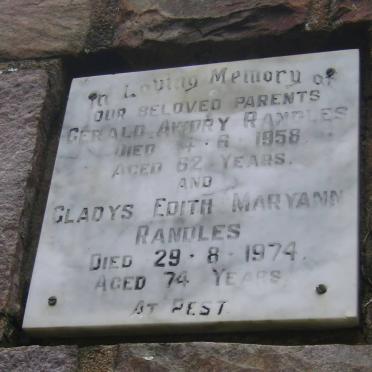 In Loving Memory of
OUR BELOVED PARENTS
GERALD AWDRY RANDLES
DIED 4·6·1958
AGED 62 YEARS.
AND
GLADYS EDITH MARYANN
RANDLES
DIED 29·8·1974.
AGED 74 YEARS
AT REST